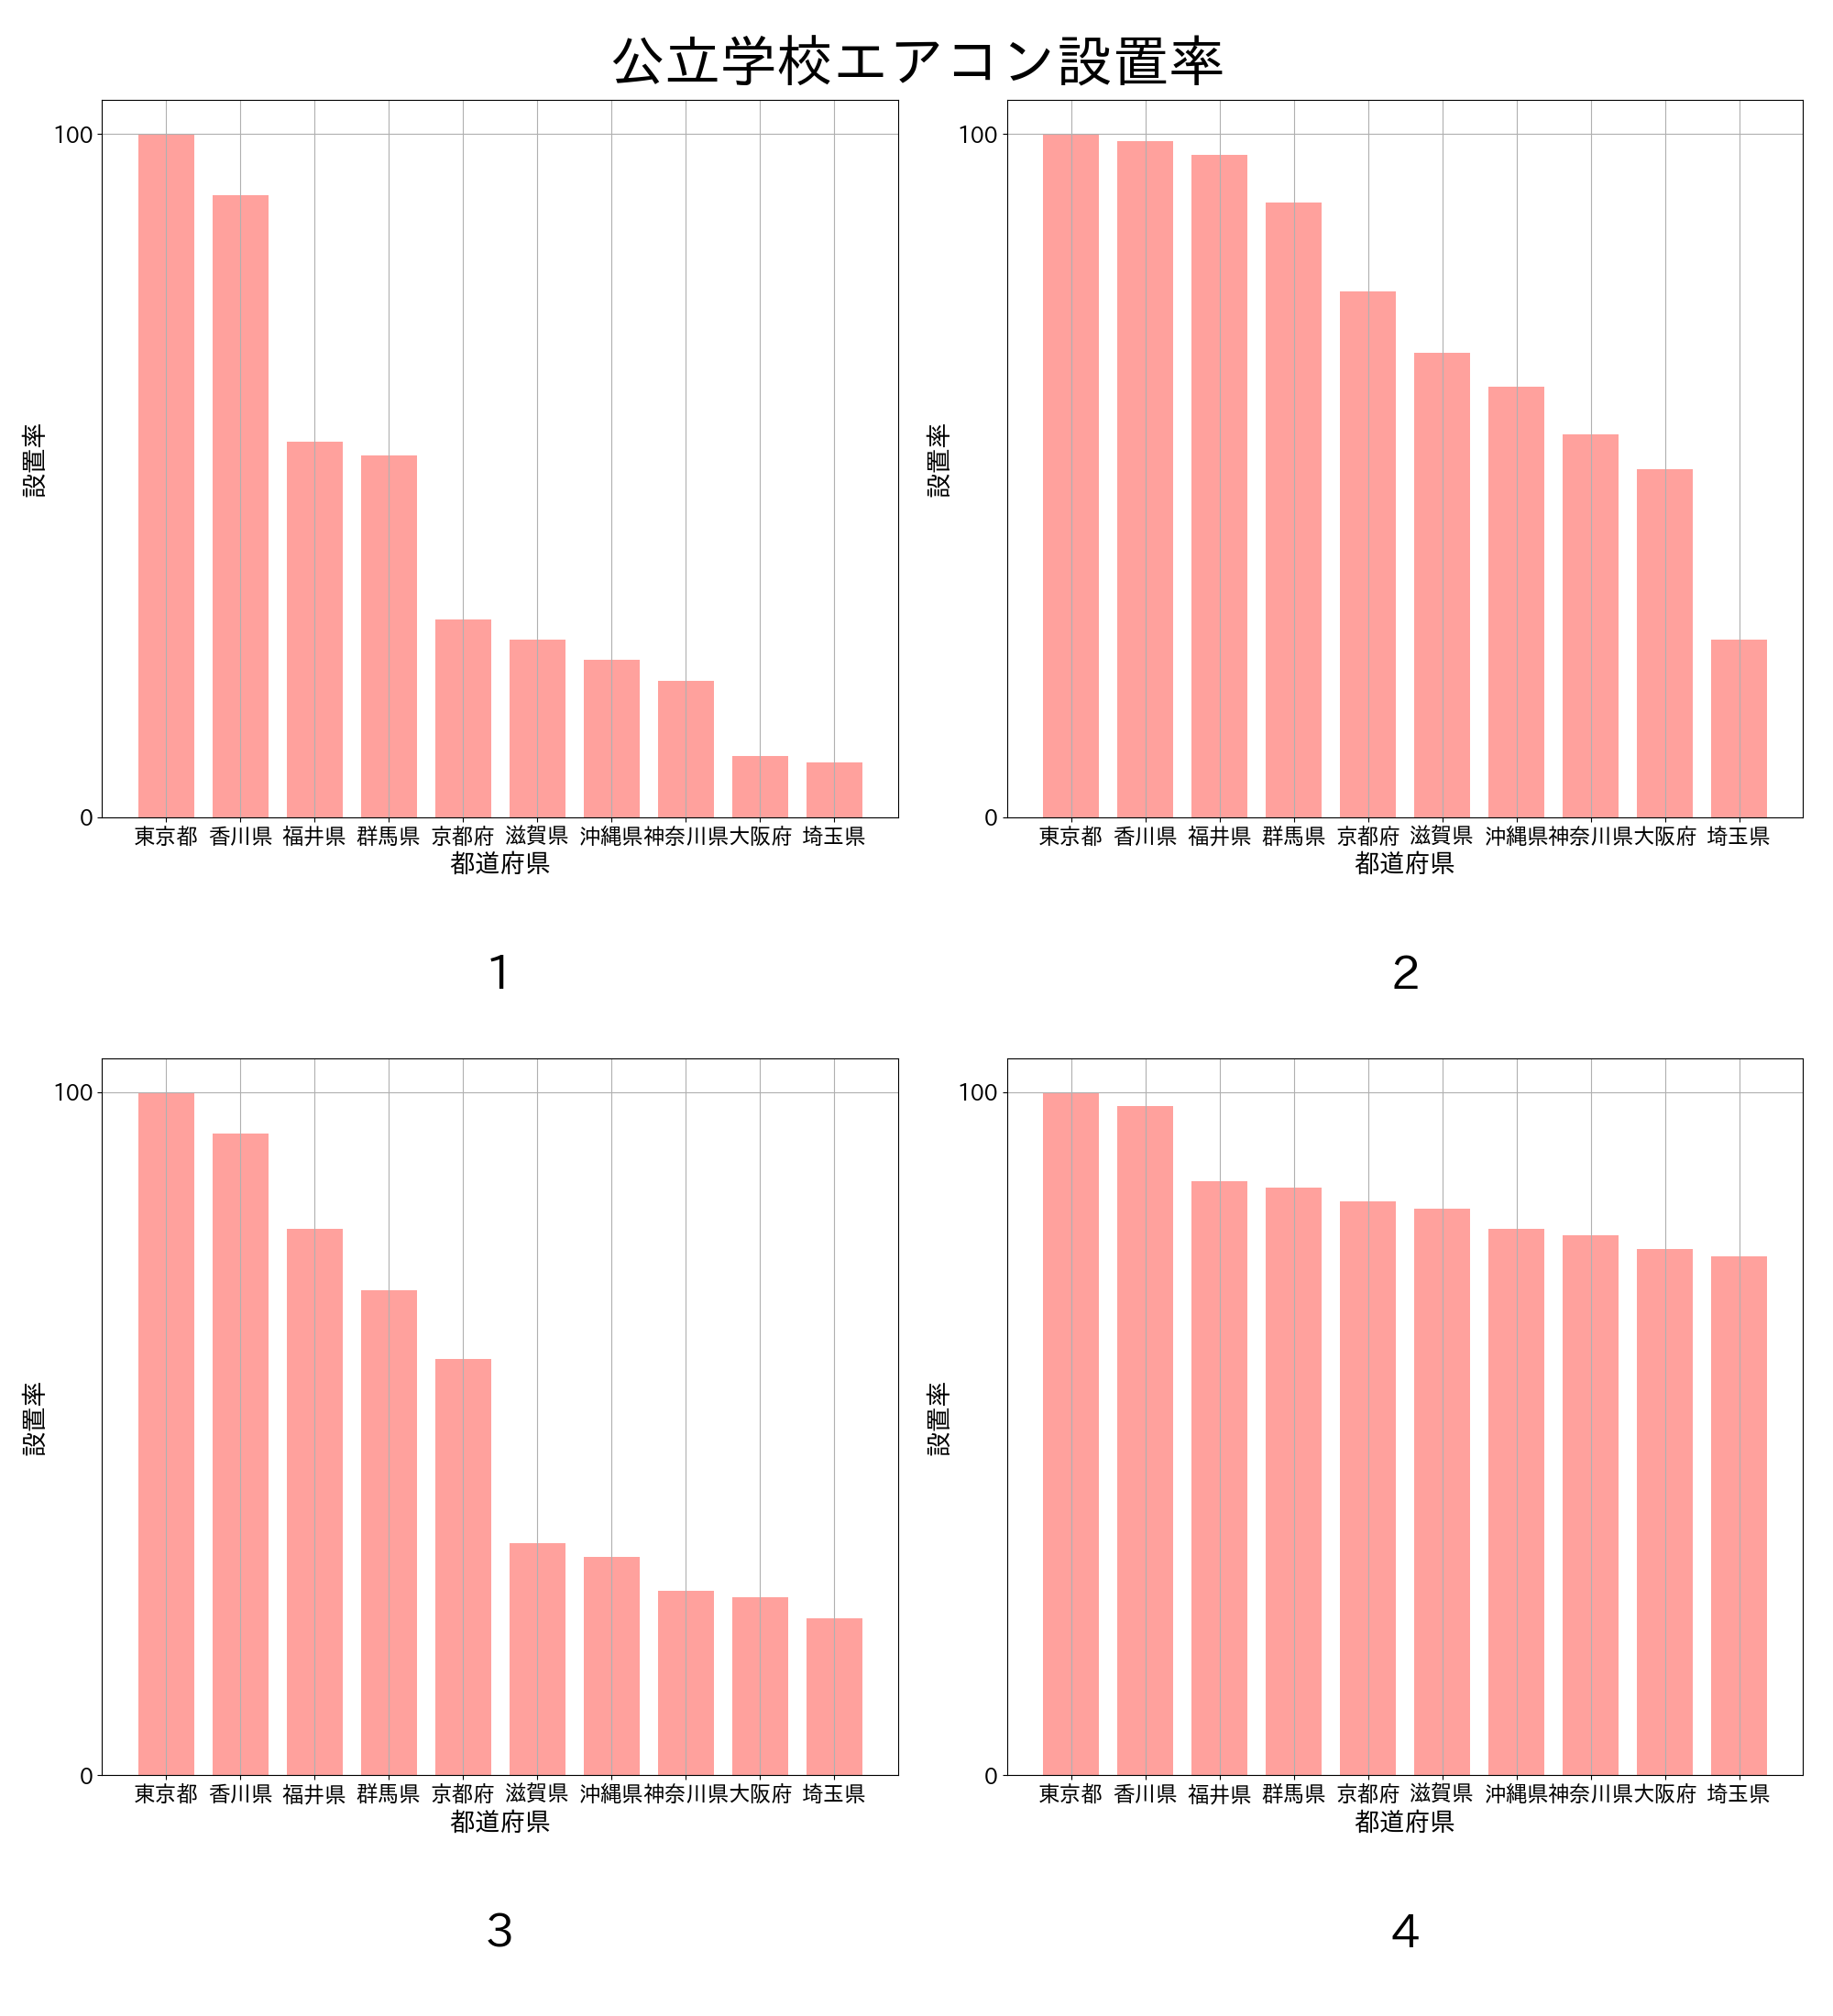 公立学校エアコン設置率
100
0
設置率
東京都 香川県 福井県 群馬県 京都府 滋賀県 沖縄県 神奈川県 大阪府 埼玉県
都道府県
1
100
0
設置率
東京都 香川県 福井県 群馬県 京都府 滋賀県 沖縄県 神奈川県 大阪府 埼玉県
都道府県
2
100
0
設置率
東京都 香川県 福井県 群馬県 京都府 滋賀県 沖縄県 神奈川県 大阪府 埼玉県
都道府県
3
100
0
設置率
東京都 香川県 福井県 群馬県 京都府 滋賀県 沖縄県 神奈川県 大阪府 埼玉県
都道府県
4